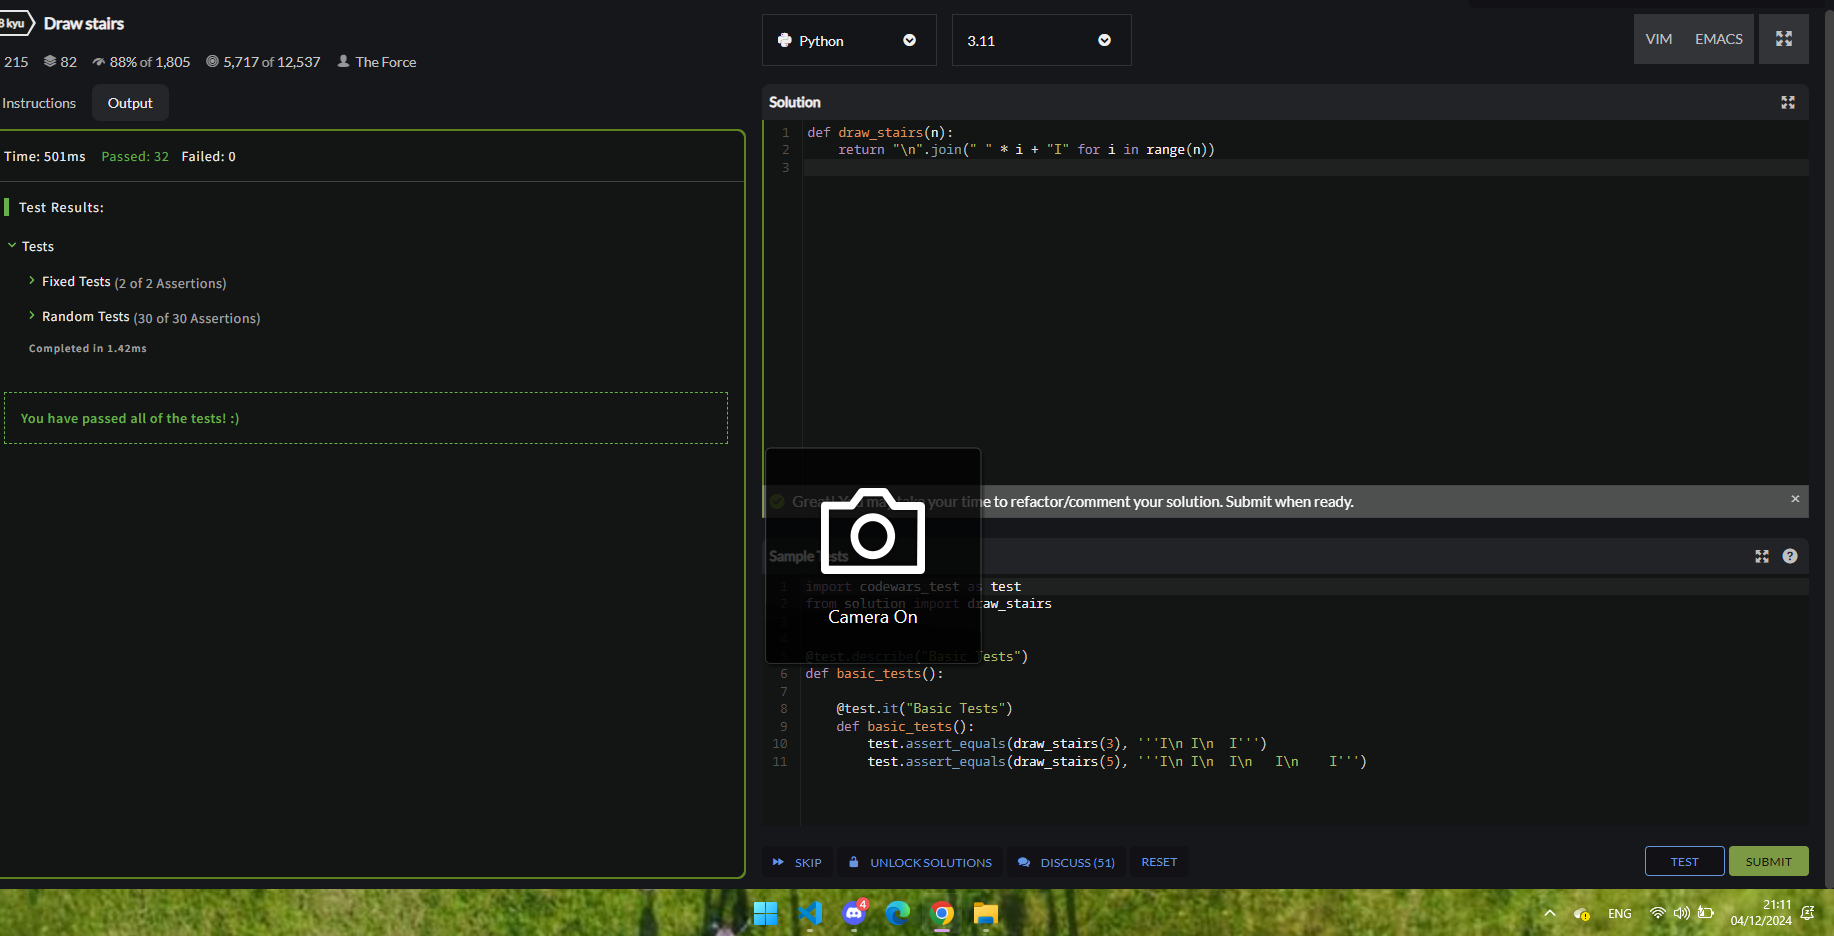 8 kyu Draw stairs
215 82 88% of 1,805 5,717 of 12,537 The Force
Instructions Output
Time: 501ms Passed: 32 Failed: 0
Test Results:
Tests
Fixed Tests (2 of 2 Assertions)
Random Tests (30 of 30 Assertions)
Completed in 1.42ms
You have passed all of the tests! :)
Python 3.11 VIM EMACS
Solution
1 def draw_stairs(n):
2     return "\n".join(" " * i + "I" for i in range(n))
3
Great! You may take your time to refactor/comment your solution. Submit when ready.
Camera On
Sample Tests
1 import codewars_test as test
2 from solution import draw_stairs
3
4
5 @test.describe("Basic Tests")
6 def basic_tests():
7
8     @test.it("Basic Tests")
9     def basic_tests():
10         test.assert_equals(draw_stairs(3), '''I\n I\n  I''')
11         test.assert_equals(draw_stairs(5), '''I\n I\n  I\n   I\n    I''')
SKIP UNLOCK SOLUTIONS DISCUSS (51) RESET TEST SUBMIT
4
ENG
21:11
04/12/2024